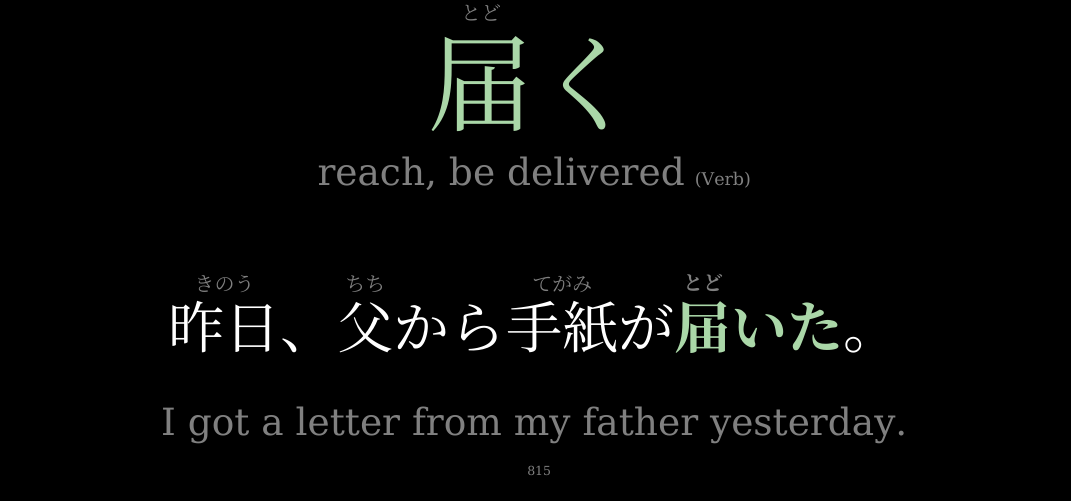 とど
届く
reach, be delivered (Verb)
きのう ちち てがみ とど
昨日、父から手紙が届いた。
I got a letter from my father yesterday.
815